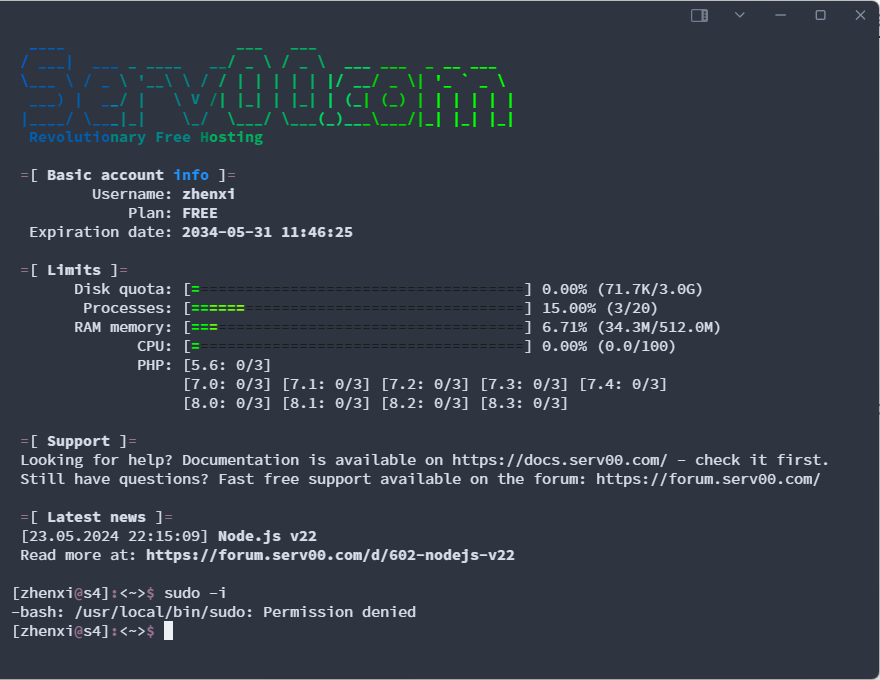 Serv00.com
Revolutionary Free Hosting
=[ Basic account info ]=
Username: zhenxi
Plan: FREE
Expiration date: 2034-05-31 11:46:25
=[ Limits ]=
Disk quota: [=-----------------------------------] 0.00% (71.7K/3.0G)
Processes: [======------------------------------] 15.00% (3/20)
RAM memory: [===---------------------------------] 6.71% (34.3M/512.0M)
CPU: [=-----------------------------------] 0.00% (0.0/100)
PHP: [5.6: 0/3]
[7.0: 0/3] [7.1: 0/3] [7.2: 0/3] [7.3: 0/3] [7.4: 0/3]
[8.0: 0/3] [8.1: 0/3] [8.2: 0/3] [8.3: 0/3]
=[ Support ]=
Looking for help? Documentation is available on https://docs.serv00.com/ - check it first.
Still have questions? Fast free support available on the forum: https://forum.serv00.com/
=[ Latest news ]=
[23.05.2024 22:15:09] Node.js v22
Read more at: https://forum.serv00.com/d/602-nodejs-v22
[zhenxi@s4]:<~>$ sudo -i
-bash: /usr/local/bin/sudo: Permission denied
[zhenxi@s4]:<~>$